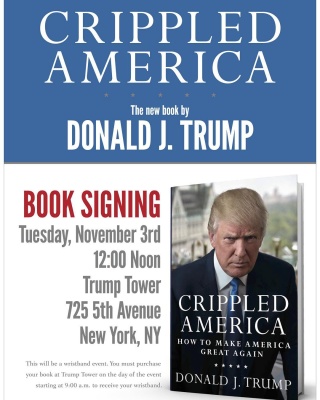 CRIPPLED
AMERICA
The new book by
DONALD J. TRUMP
BOOK SIGNING
Tuesday, November 3rd
12:00 Noon
Trump Tower
725 5th Avenue
New York, NY
This will be a wristband event. You must purchase
your book at Trump Tower on the day of the event
starting at 9:00 a.m. to receive your wristband
CRIPPLED
AMERICA
HOW TO MAKE AMERICA
GREAT AGAIN
DONALD J. TRUMP